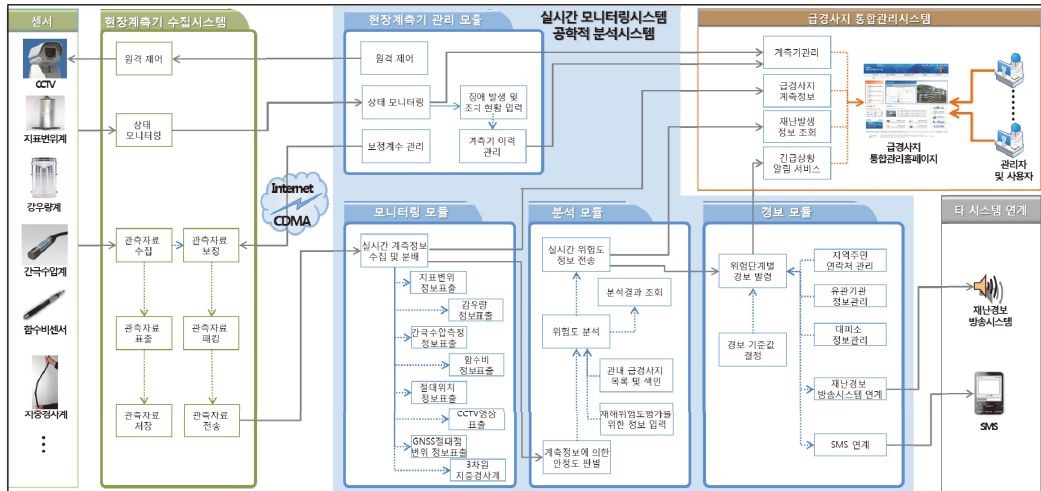 센서
CCTV
지표변위계
강우량계
간극수압계
함수비센서
지중경사계
현장계측기 수집시스템
원격 제어
상태
모니터링
관측자료
수집
관측자료
보정
관측자료
표출
관측자료
패킹
관측자료
저장
관측자료
전송
Internet
CDMA
실시간 모니터링시스템
공학적 분석시스템
현장계측기 관리 모듈
원격 제어
상태 모니터링
장애 발생 및
조치 현황 입력
보정계수 관리
계측기 이력
관리
모니터링 모듈
실시간 계측정보
수집 및 분배
지표변위
정보표출
강우량
정보표출
간극수압측정
정보표출
함수비
정보표출
절대위치
정보표출
CCTV영상
표출
GNSS절대점
변위 정보표출
3차원
지중경사계
분석 모듈
실시간 위험도
정보 전송
분석결과 조회
위험도 분석
관내 급경사지
목록 및 색인
재해위험도평가를
위한 정보 입력
계측정보에 의한
안정도 판별
경보 모듈
위험단계별
경보 발령
지역주민
연락처 관리
유관기관
정보관리
대피소
정보관리
경보 기준값
결정
재난경보
방송시스템 연계
SMS 연계
급경사지 통합관리시스템
계측기관리
급경사지
계측정보
재난발생
정보 조회
긴급상황
알림 서비스
급경사지
통합관리홈페이지
관리자
및 사용자
타 시스템 연계
재난경보
방송시스템
SMS